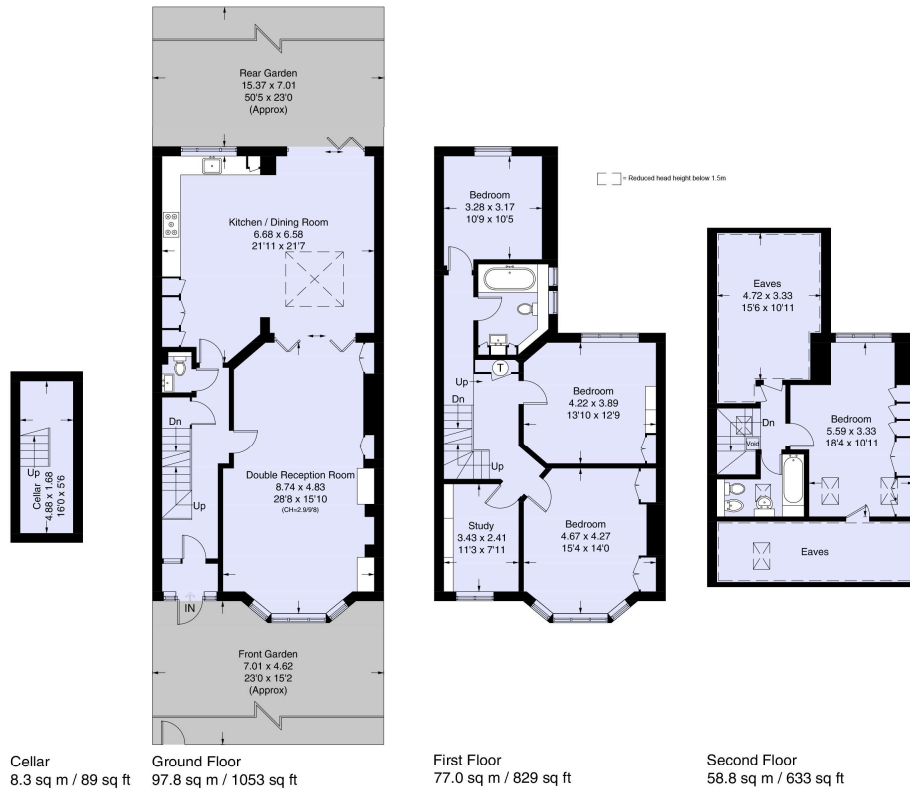 Rear Garden
15.37 x 7.01
50'5 x 23'0
(Approx)
Kitchen / Dining Room
6.68 x 6.58
21'11 x 21'7
Dn
Up
Double Reception Room
8.74 x 4.83
28'8 x 15'10
(CH=2.9/9'8)
IN
Front Garden
7.01 x 4.62
23'0 x 15'2
(Approx)
Up
Cellar
4.88 x 1.68
16'0 x 5'6
Bedroom
3.28 x 3.17
10'9 x 10'5
T
Up
Dn
Up
Bedroom
4.22 x 3.89
13'10 x 12'9
Study
3.43 x 2.41
11'3 x 7'11
Bedroom
4.67 x 4.27
15'4 x 14'0
= Reduced head height below 1.5m
Eaves
4.72 x 3.33
15'6 x 10'11
Dn
Void
Bedroom
5.59 x 3.33
18'4 x 10'11
Eaves
Cellar
8.3 sq m / 89 sq ft
Ground Floor
97.8 sq m / 1053 sq ft
First Floor
77.0 sq m / 829 sq ft
Second Floor
58.8 sq m / 633 sq ft